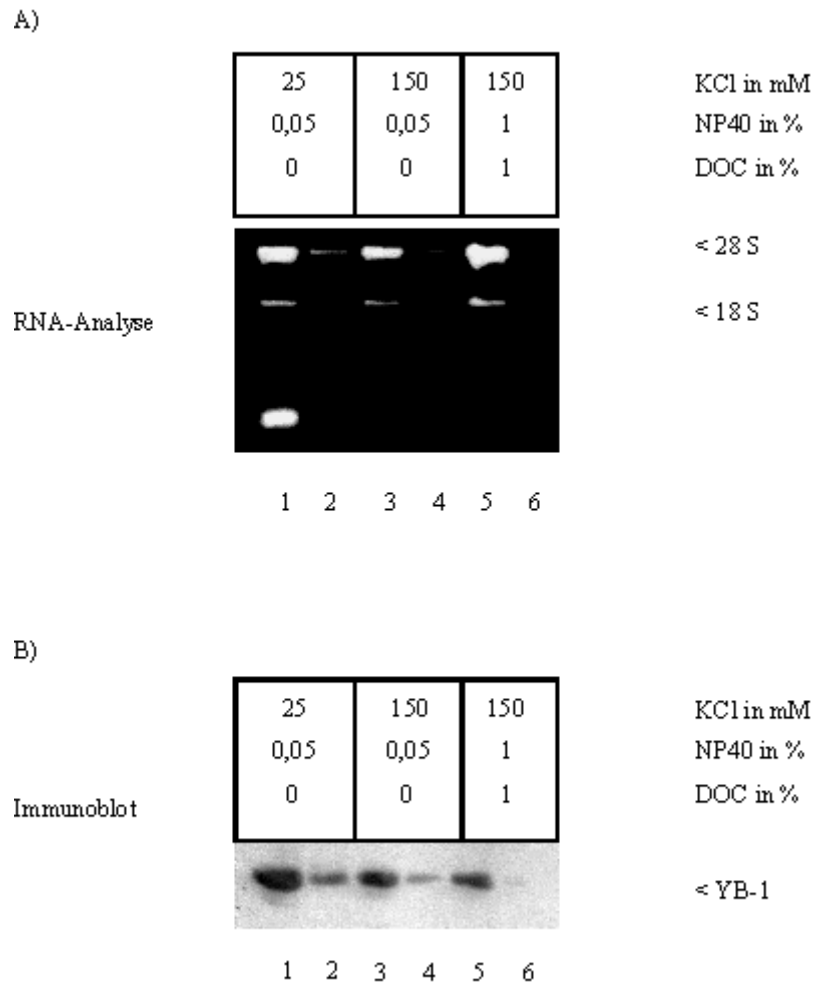 A)
25 150 150 KCl in mM
0,05 0,05 1 NP40 in %
0 0 1 DOC in %
< 28 S
< 18 S
RNA-Analyse
1 2 3 4 5 6
B)
25 150 150 KCl in mM
0,05 0,05 1 NP40 in %
0 0 1 DOC in %
Immunoblot
< YB-1
1 2 3 4 5 6